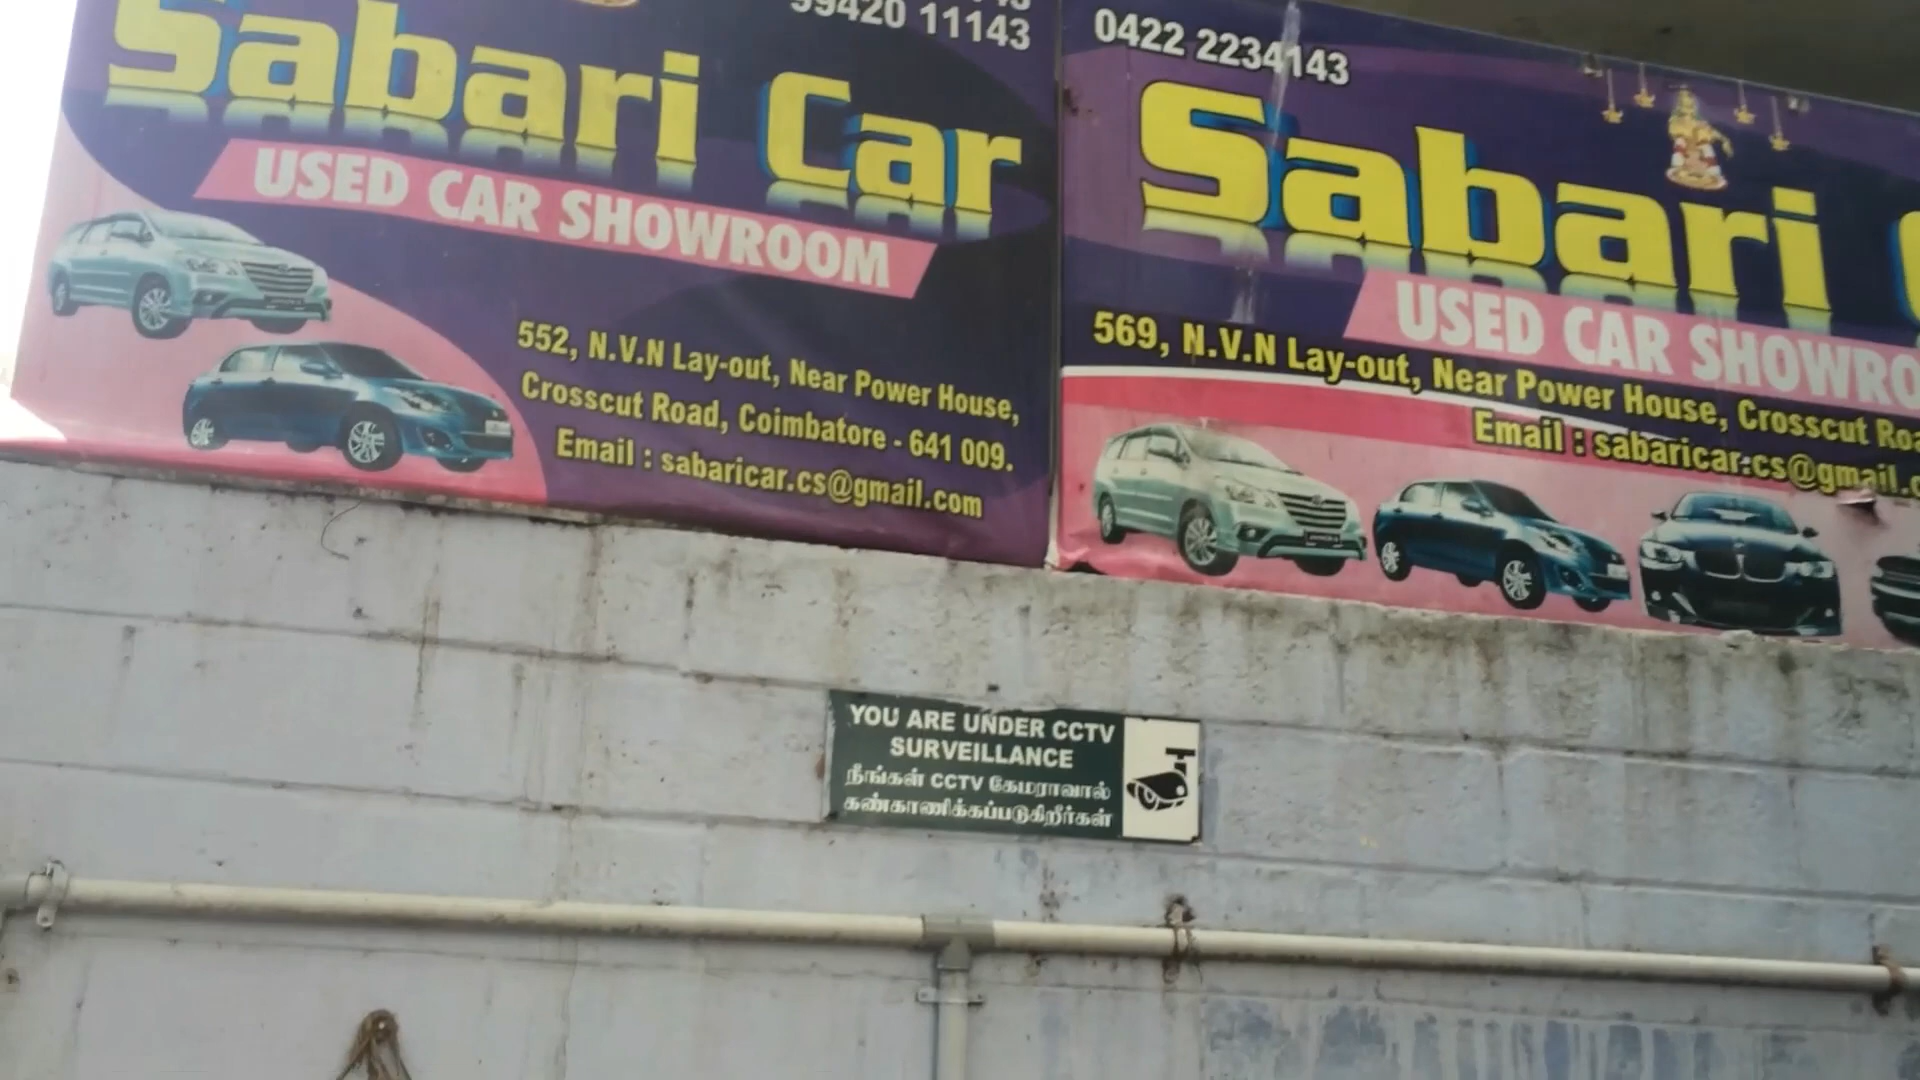 99420 11143
Sabari Car
USED CAR SHOWROOM
552, N.V.N Lay-out, Near Power House,
Crosscut Road, Coimbatore - 641 009.
Email : sabaricar.cs@gmail.com
0422 2234143
Sabari
USED CAR
569, N.V.N Lay-out, Near Power House, Crosscut
Email : sabaricar.cs@gmail.
YOU ARE UNDER CCTV
SURVEILLANCE
நீங்கள் CCTV கேமராவால்
கண்காணிக்கப்படுகிறீர்கள்